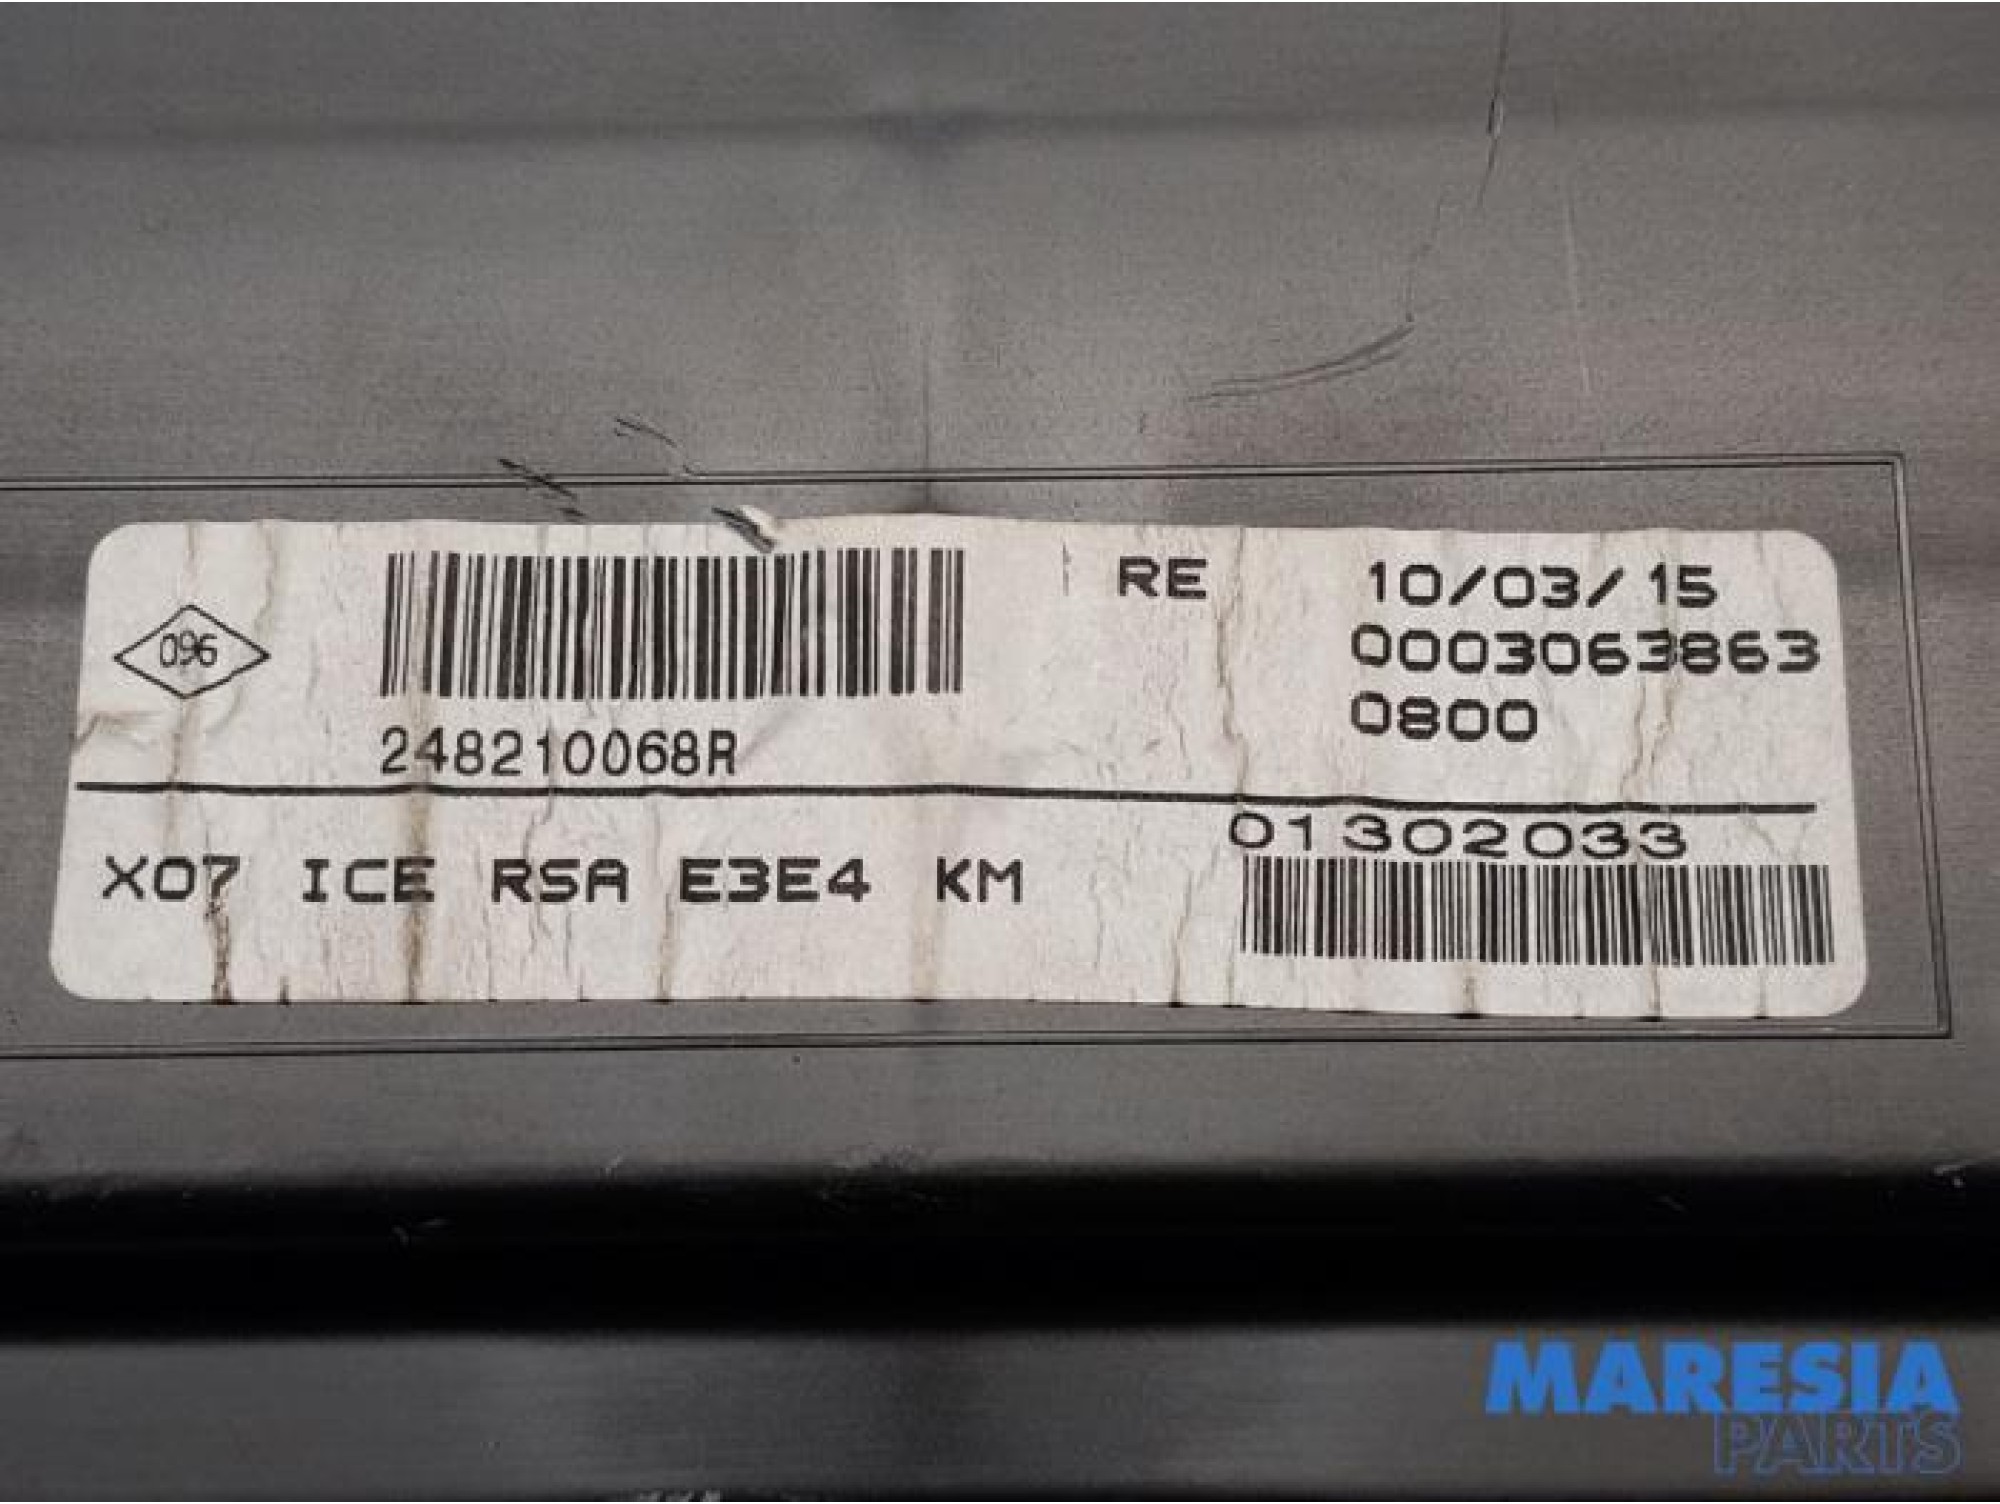 096
248210068R
RE
10/03/15
0003063863
0800
X07 ICE RSA E3E4 KM
01302033
MARESIA
PARTS